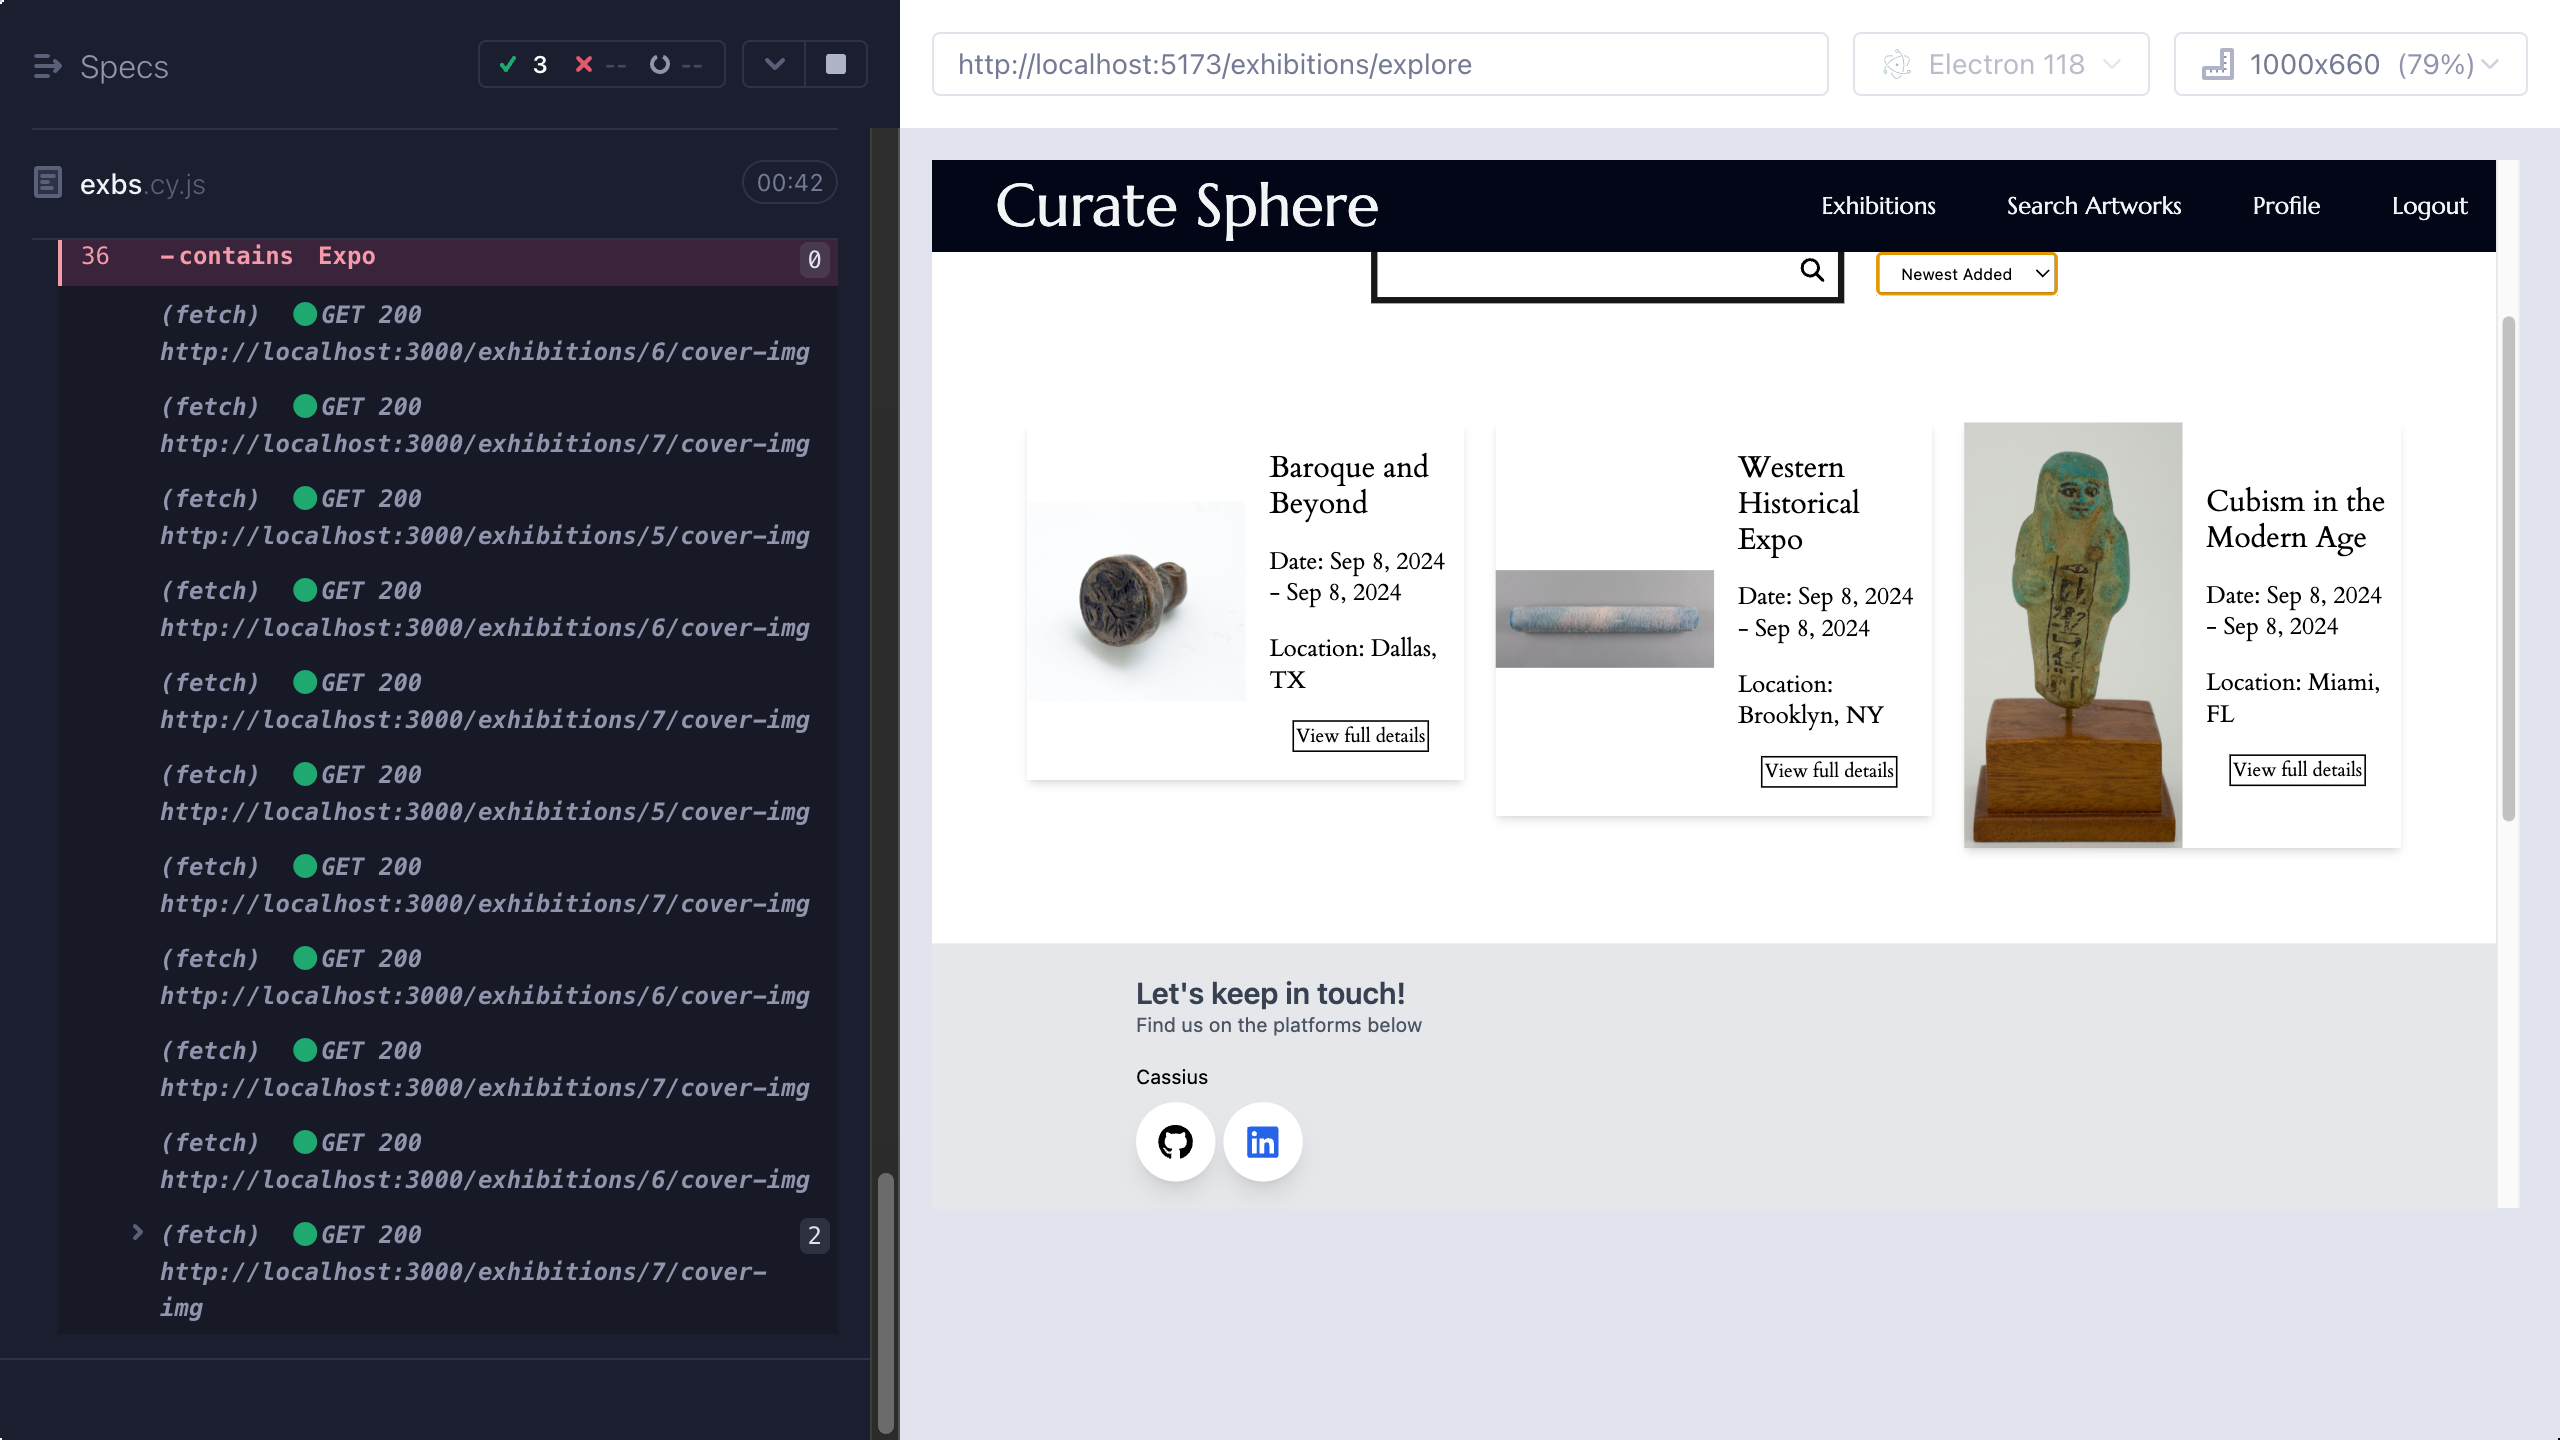 Specs
3
--
--
exbs.cy.js
00:42
36 -contains Expo 0
(fetch) GET 200
http://localhost:3000/exhibitions/6/cover-img
(fetch) GET 200
http://localhost:3000/exhibitions/7/cover-img
(fetch) GET 200
http://localhost:3000/exhibitions/5/cover-img
(fetch) GET 200
http://localhost:3000/exhibitions/6/cover-img
(fetch) GET 200
http://localhost:3000/exhibitions/7/cover-img
(fetch) GET 200
http://localhost:3000/exhibitions/5/cover-img
(fetch) GET 200
http://localhost:3000/exhibitions/7/cover-img
(fetch) GET 200
http://localhost:3000/exhibitions/6/cover-img
(fetch) GET 200
http://localhost:3000/exhibitions/7/cover-img
(fetch) GET 200
http://localhost:3000/exhibitions/6/cover-img
(fetch) GET 200 2
http://localhost:3000/exhibitions/7/cover-
img
http://localhost:5173/exhibitions/explore
Electron 118
1000x660 (79%)
Curate Sphere
Exhibitions
Search Artworks
Profile
Logout
Newest Added
Baroque and
Beyond
Date: Sep 8, 2024
- Sep 8, 2024
Location: Dallas,
TX
View full details
Western
Historical
Expo
Date: Sep 8, 2024
- Sep 8, 2024
Location:
Brooklyn, NY
View full details
Cubism in the
Modern Age
Date: Sep 8, 2024
- Sep 8, 2024
Location: Miami,
FL
View full details
Let's keep in touch!
Find us on the platforms below
Cassius
in